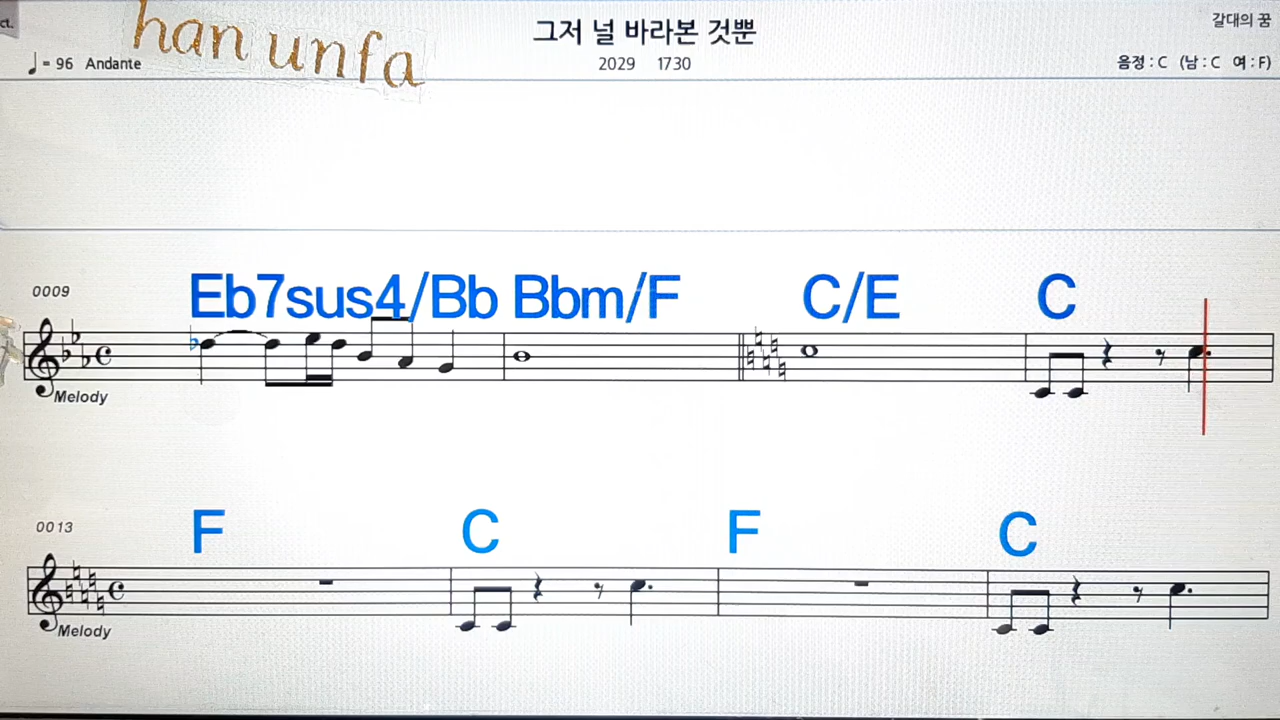 ct.
han unfa
그저 널 바라본 것뿐
갈대의 꿈
♩= 96 Andante
2029 1730
음정 : C (남 : C 여 : F)
0009
Eb7sus4/Bb Bbm/F C/E C
Melody
0013
F C F C
Melody